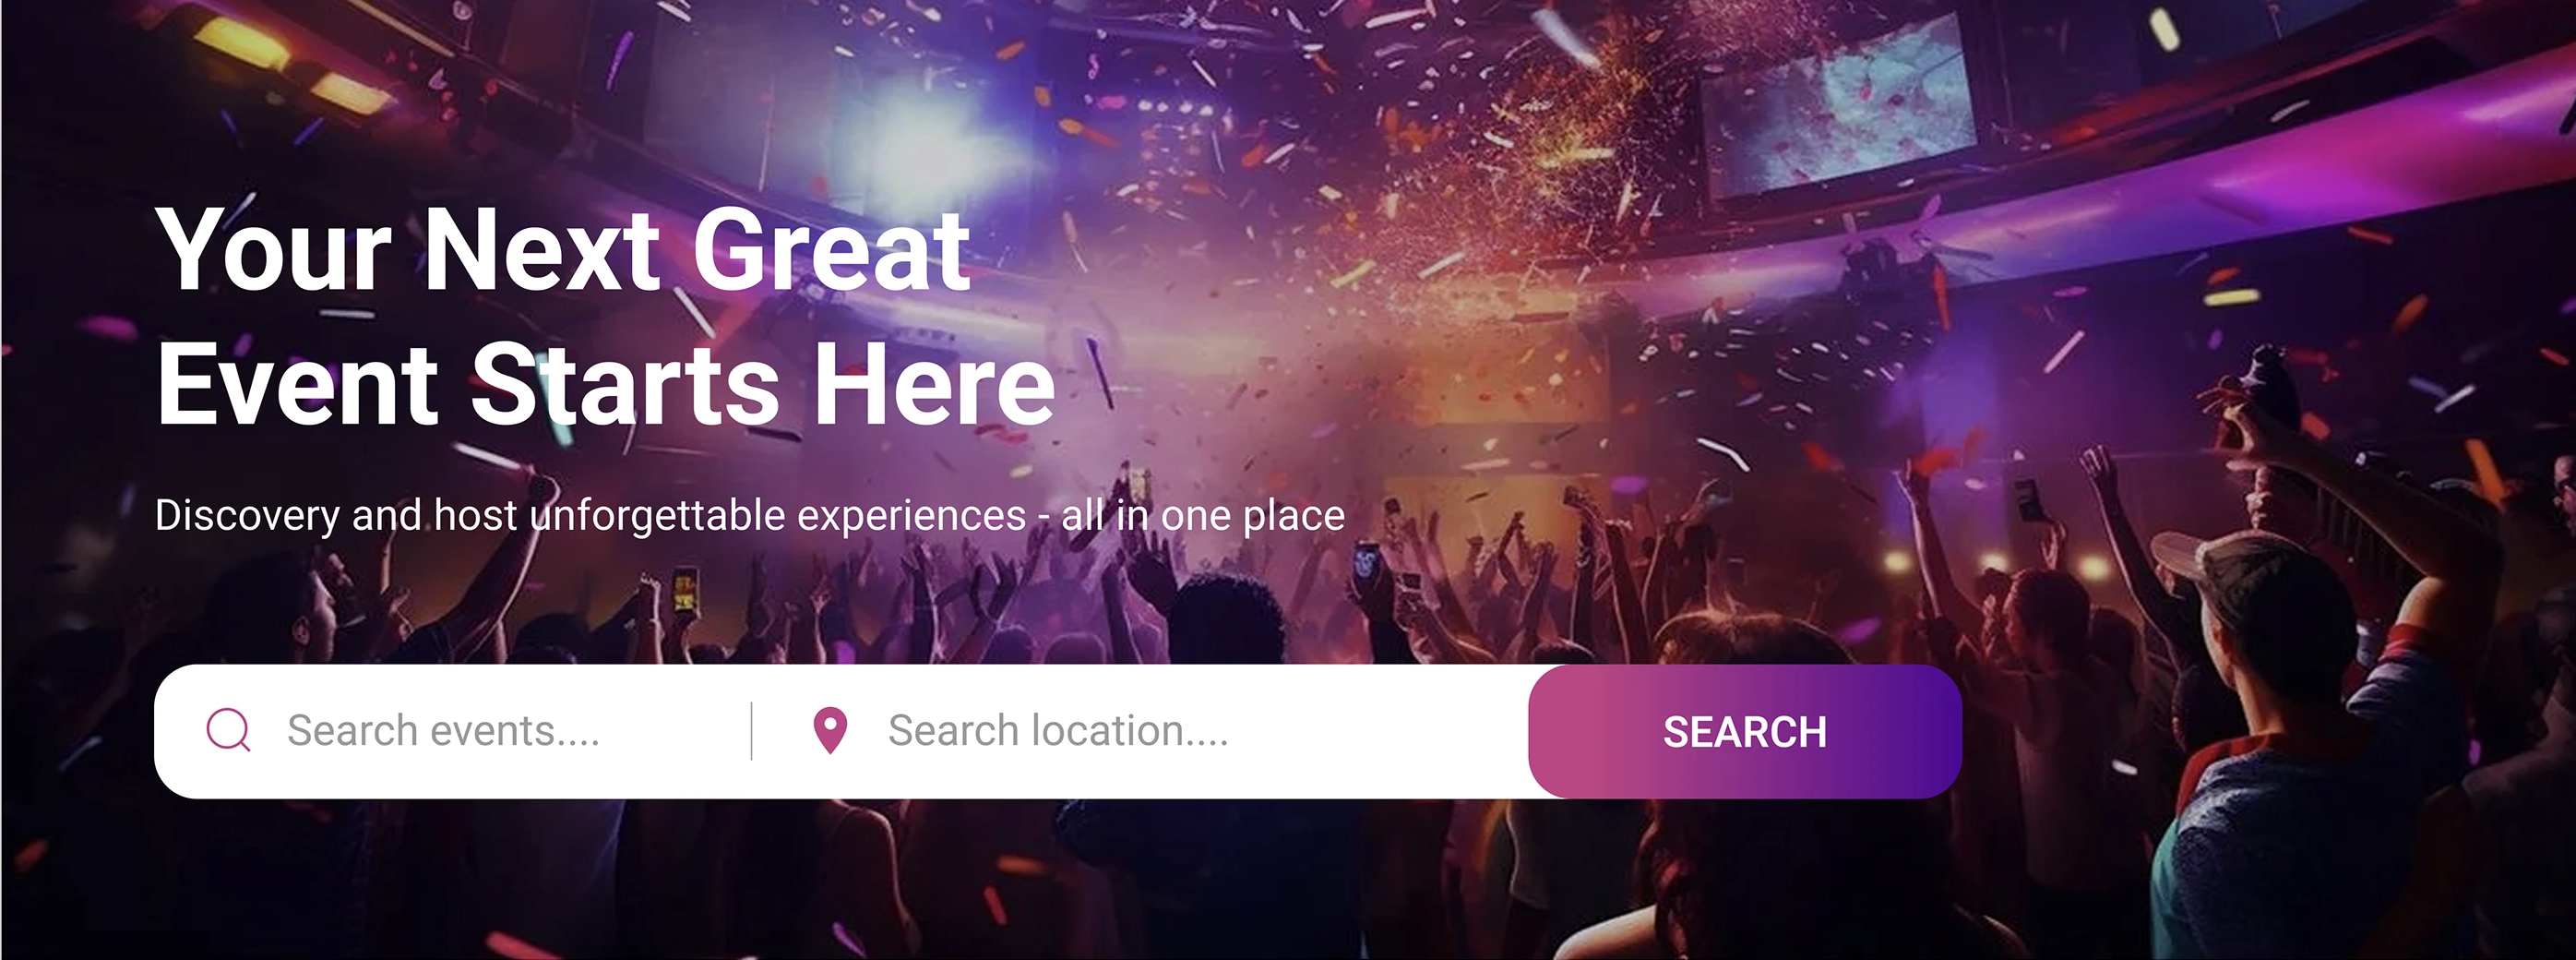 Your Next Great
Event Starts Here
Discovery and host unforgettable experiences - all in one place
Search events....
Search location....
SEARCH